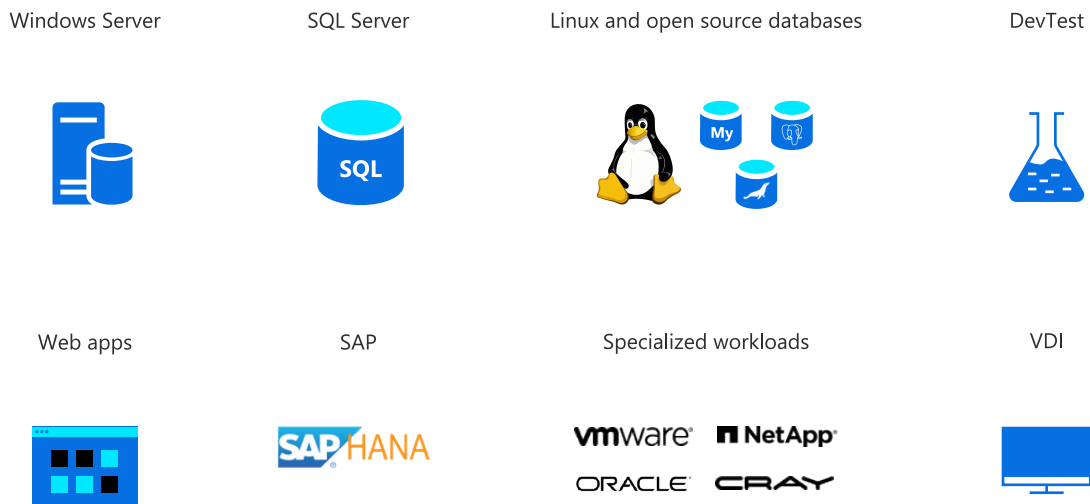 Windows Server
SQL Server
Linux and open source databases
DevTest
SQL
My
Web apps
SAP
Specialized workloads
VDI
SAP HANA
vmware®
NetApp®
ORACLE®
CRAY